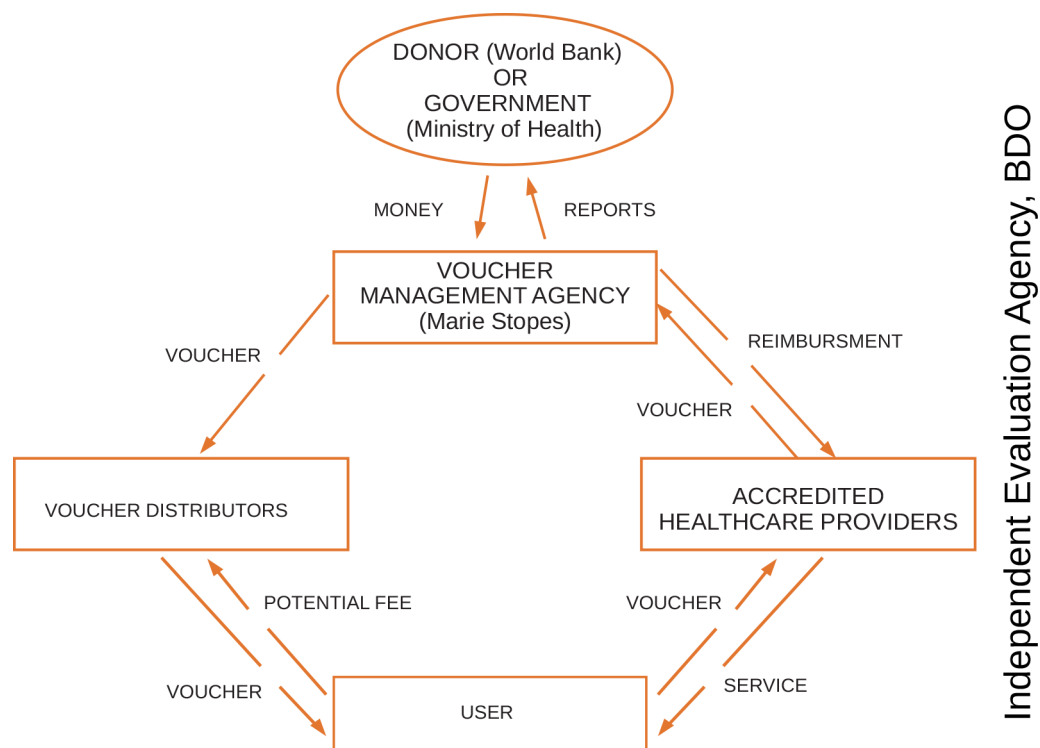 DONOR (World Bank)
OR
GOVERNMENT
(Ministry of Health)
MONEY
REPORTS
VOUCHER
MANAGEMENT AGENCY
(Marie Stopes)
REIMBURSMENT
VOUCHER
VOUCHER
VOUCHER DISTRIBUTORS
ACCREDITED
HEALTHCARE PROVIDERS
POTENTIAL FEE
VOUCHER
VOUCHER
SERVICE
USER
Independent Evaluation Agency, BDO